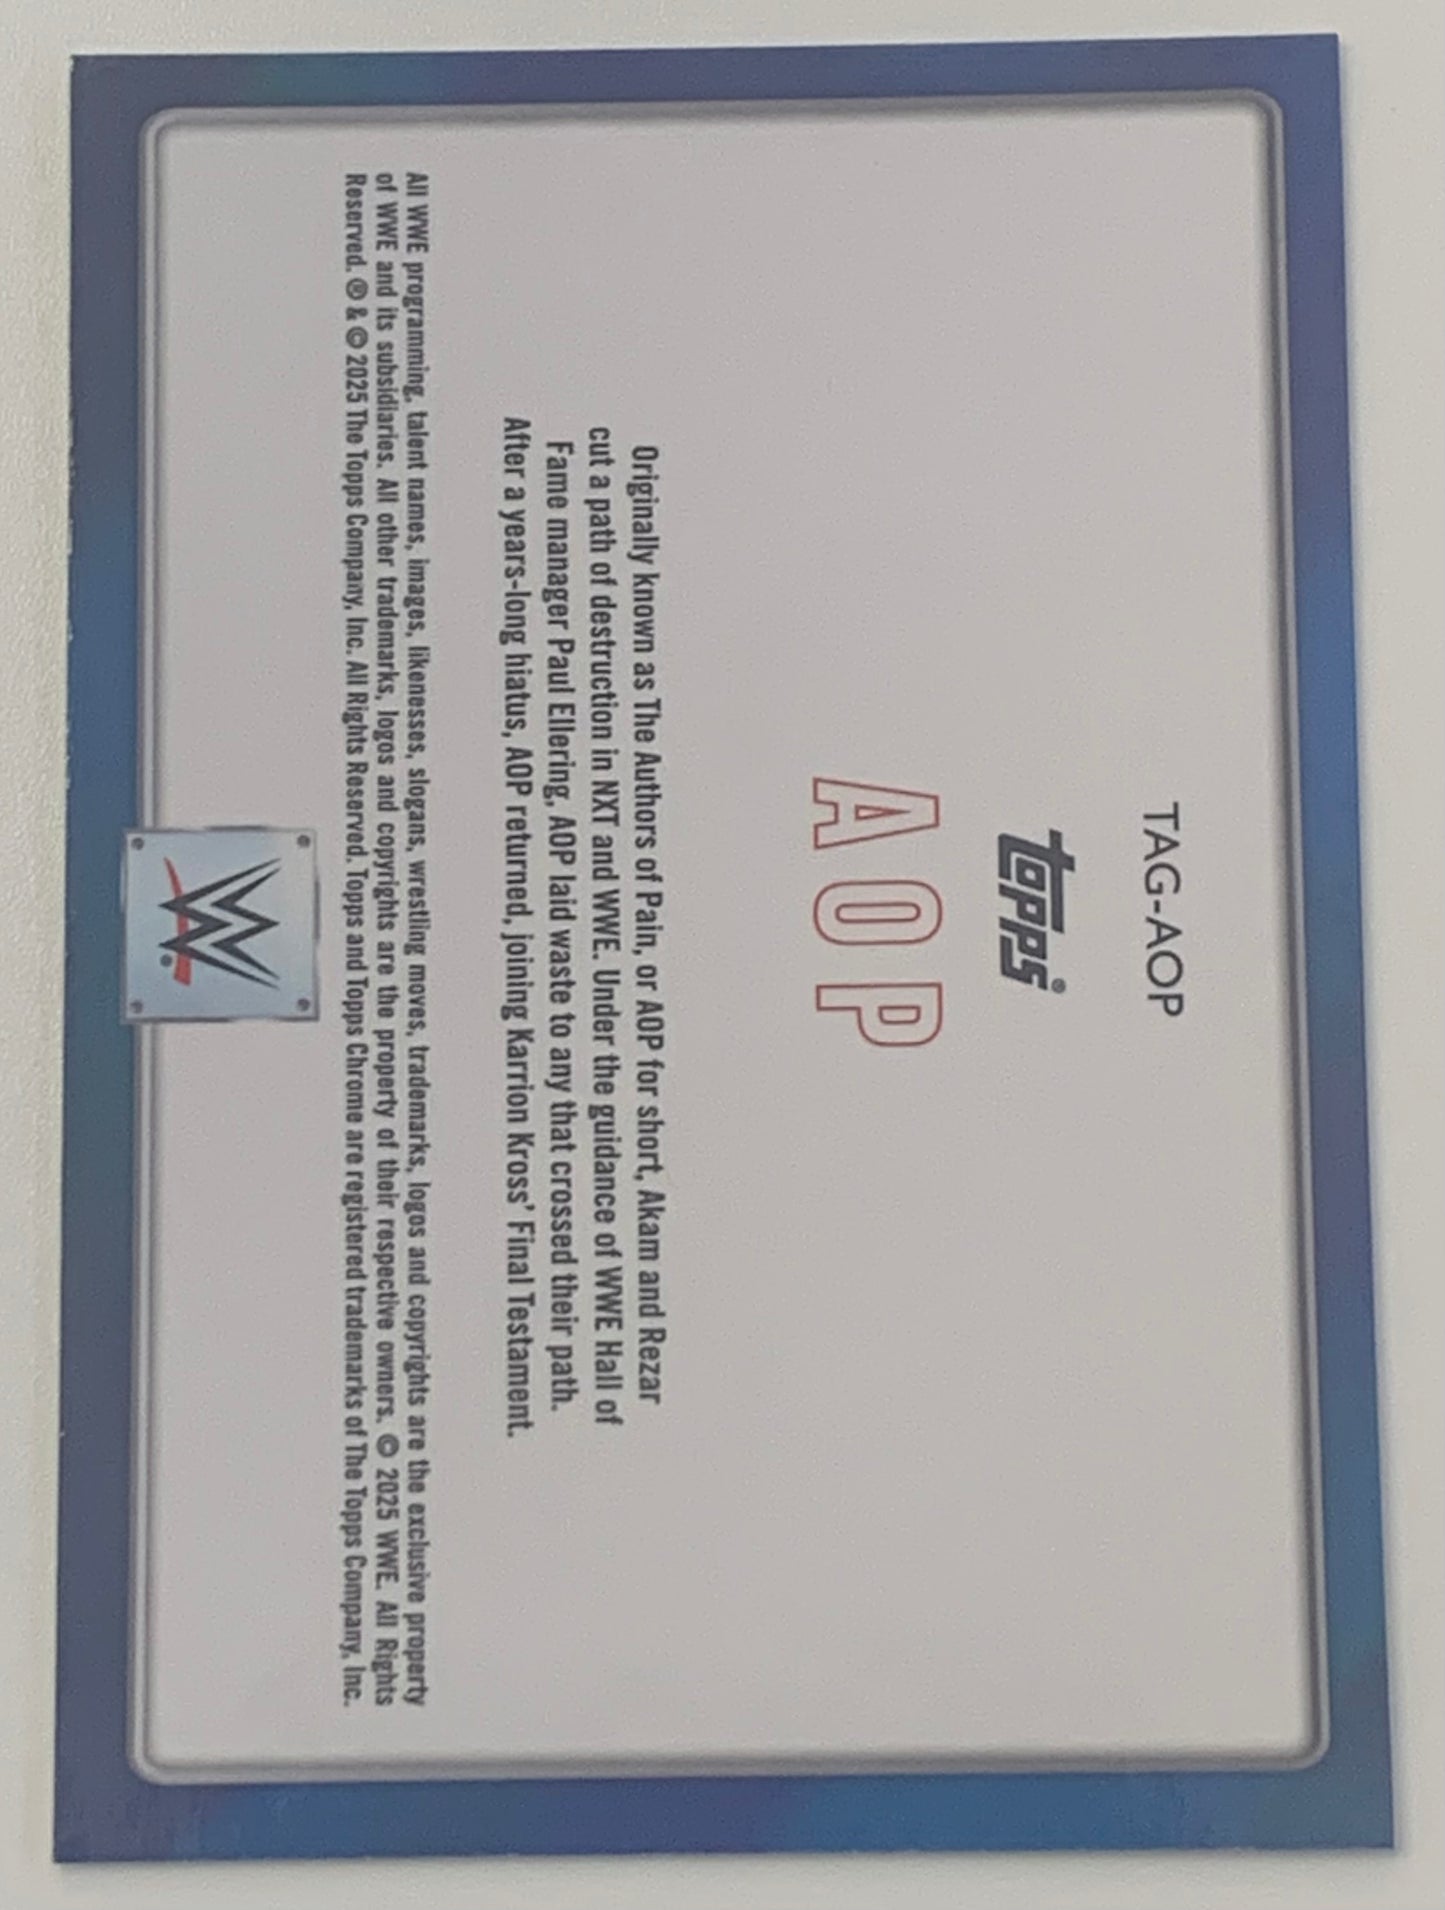 TAG-AOP
topps®
AOP
Originally known as The Authors of Pain, or AOP for short, Akam and Rezar
cut a path of destruction in NXT and WWE. Under the guidance of WWE Hall of
Fame manager Paul Ellering, AOP laid waste to any that crossed their path.
After a years-long hiatus, AOP returned, joining Karrion Kross' Final Testament.
All WWE programming, talent names, images, likenesses, slogans, wrestling moves, trademarks, logos and copyrights are the exclusive property
of WWE and its subsidiaries. All other trademarks, logos and copyrights are the property of their respective owners. © 2025 WWE. All Rights
Reserved. ® & © 2025 The Topps Company, Inc. All Rights Reserved. Topps and Topps Chrome are registered trademarks of The Topps Company, Inc.
W